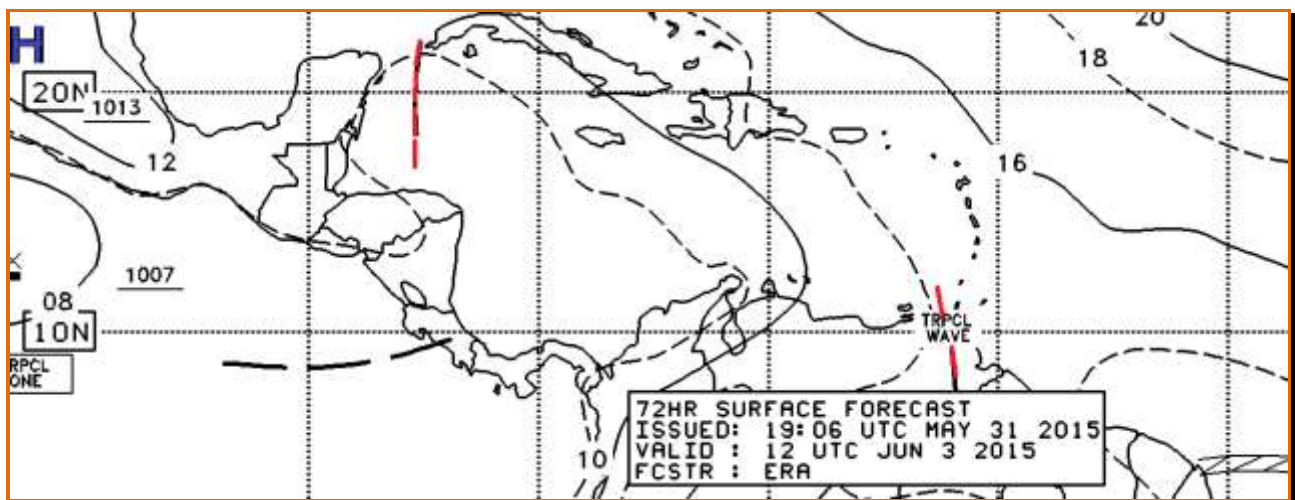 20
H
18
20N
1013
12
16
1007
08
10N
TRPCL
WAVE
RPCL
ONE
72HR SURFACE FORECAST
ISSUED: 19:06 UTC MAY 31 2015
VALID : 12 UTC JUN 3 2015
FCSTR : ERA
10